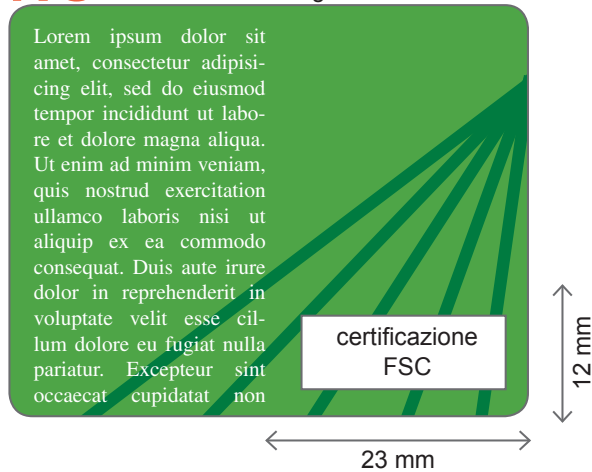 Lorem ipsum dolor sit
amet, consectetur adipisi-
cing elit, sed do eiusmod
tempor incididunt ut labo-
re et dolore magna aliqua.
Ut enim ad minim veniam,
quis nostrud exercitation
ullamco laboris nisi ut
aliquip ex ea commodo
consequat. Duis aute irure
dolor in reprehenderit in
voluptate velit esse cil-
lum dolore eu fugiat nulla
pariatur. Excepteur sint
occaecat cupidatat non
certificazione
FSC
12 mm
23 mm